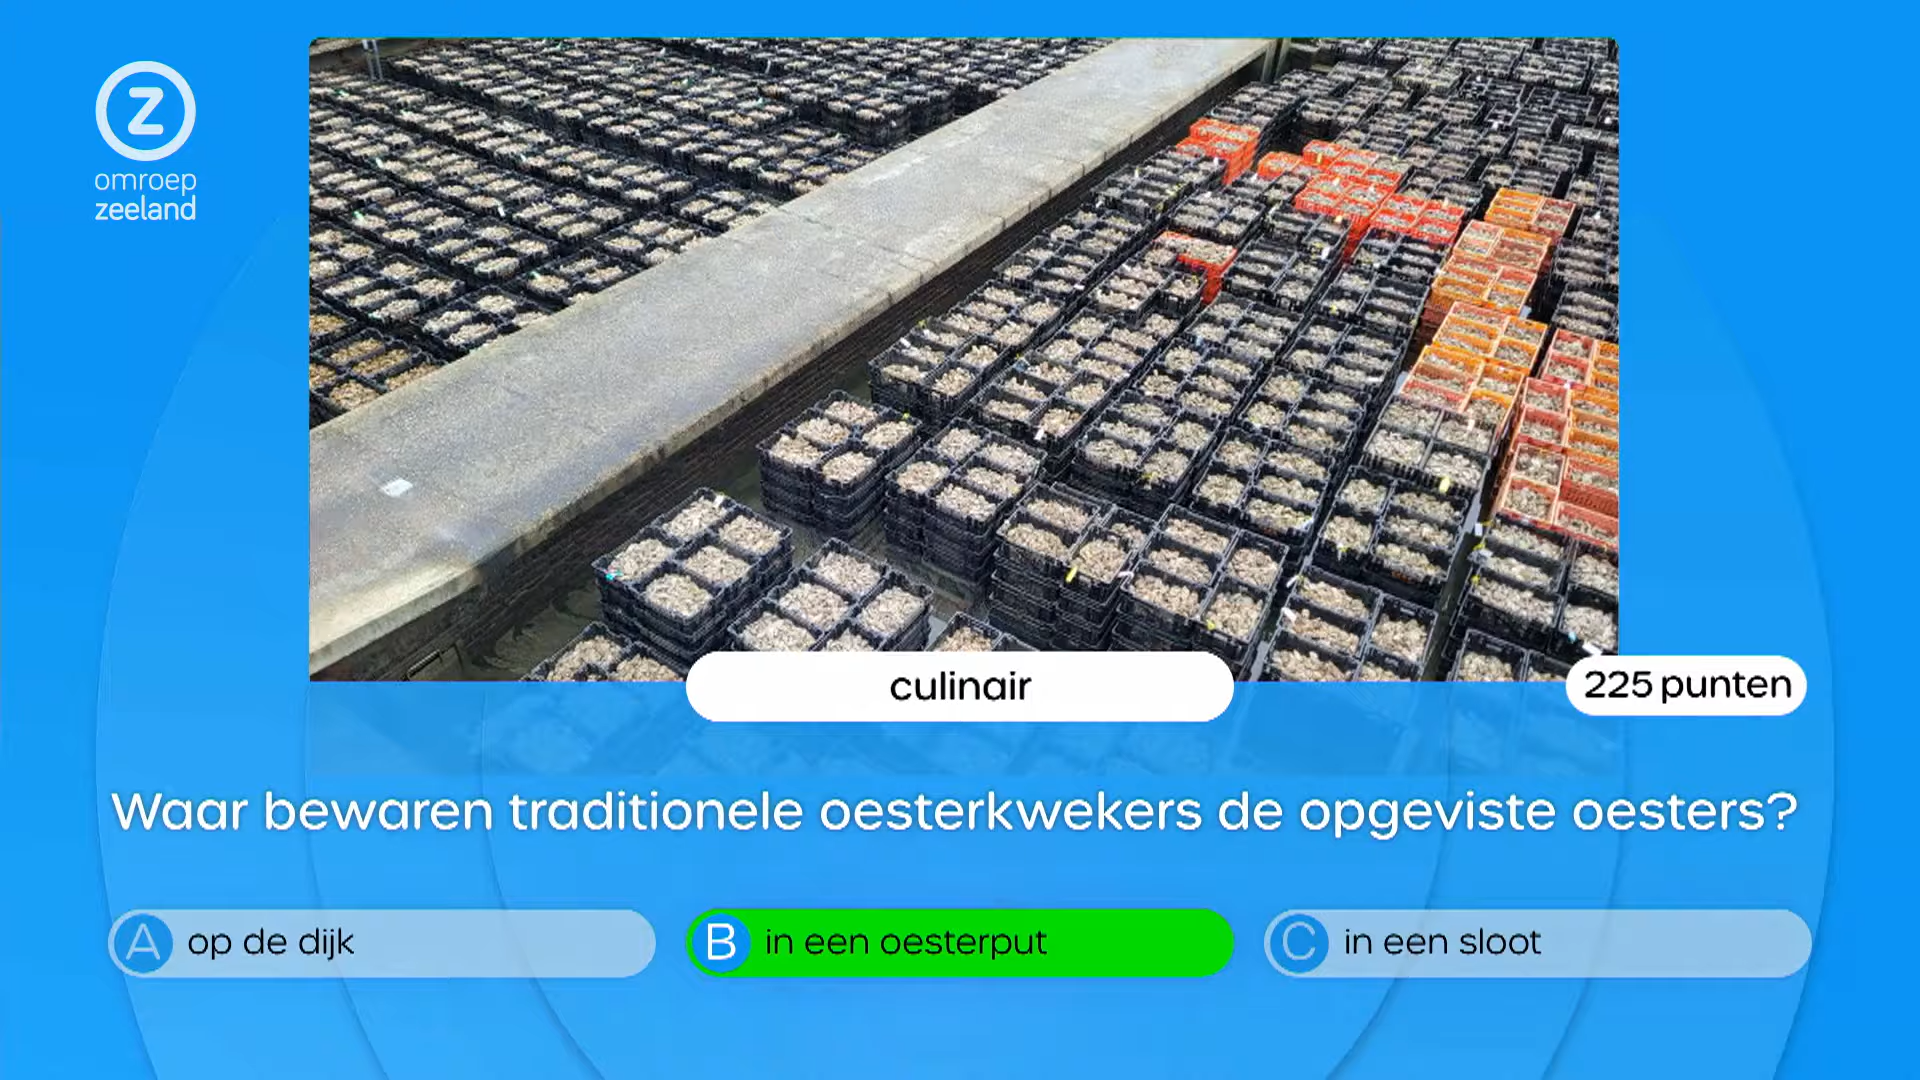 Z
omroep
zeeland
culinair
225 punten
Waar bewaren traditionele oesterkwekers de opgeviste oesters?
A op de dijk
B in een oesterput
C in een sloot